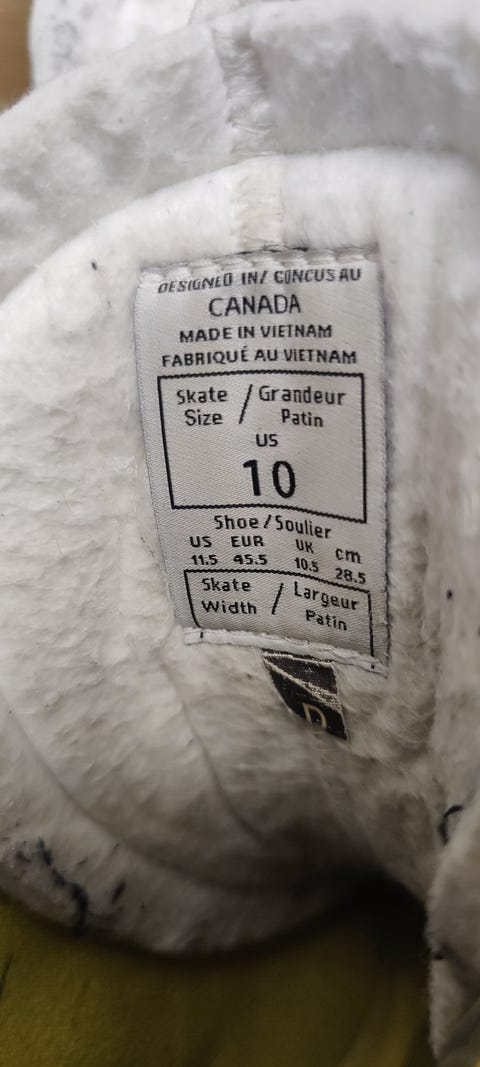 DESIGNED IN/ CONCUS AU
CANADA
MADE IN VIETNAM
FABRIQUÉ AU VIETNAM
Skate / Grandeur
Size Patin
US
10
Shoe/Soulier
US EUR UK cm
11.5 45.5 10.5 28.5
Skate / Largeur
Width Patin
D